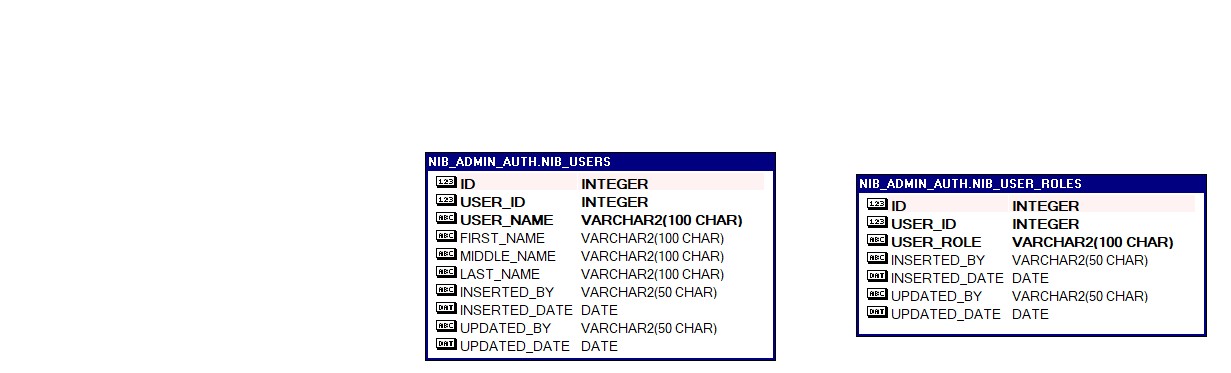 NIB_ADMIN_AUTH.NIB_USERS
123 ID INTEGER
123 USER_ID INTEGER
ABC USER_NAME VARCHAR2(100 CHAR)
ABC FIRST_NAME VARCHAR2(100 CHAR)
ABC MIDDLE_NAME VARCHAR2(100 CHAR)
ABC LAST_NAME VARCHAR2(100 CHAR)
ABC INSERTED_BY VARCHAR2(50 CHAR)
DAT INSERTED_DATE DATE
ABC UPDATED_BY VARCHAR2(50 CHAR)
DAT UPDATED_DATE DATE
NIB_ADMIN_AUTH.NIB_USER_ROLES
123 ID INTEGER
123 USER_ID INTEGER
ABC USER_ROLE VARCHAR2(100 CHAR)
ABC INSERTED_BY VARCHAR2(50 CHAR)
DAT INSERTED_DATE DATE
ABC UPDATED_BY VARCHAR2(50 CHAR)
DAT UPDATED_DATE DATE